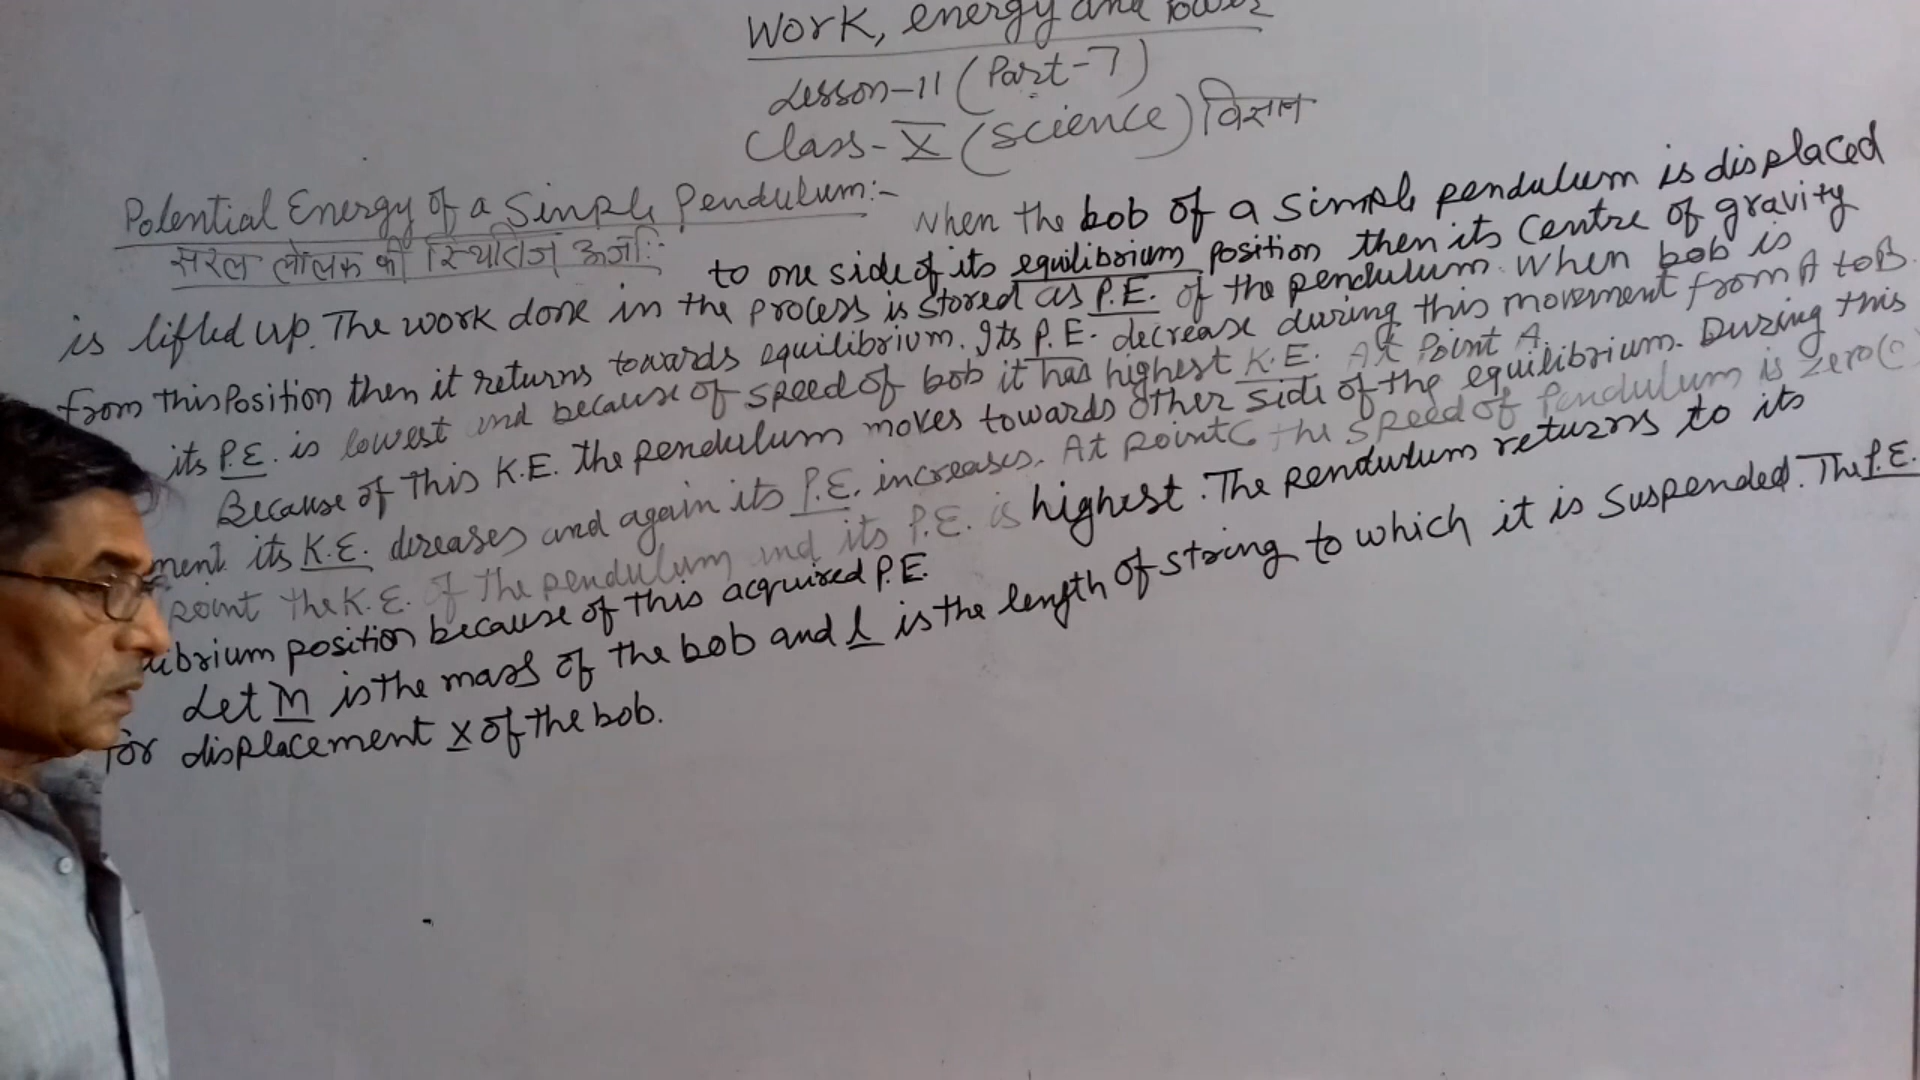 Work, energy and Power
Lesson-11 (Part-7)
Class-X (Science) विज्ञान
Potential Energy of a Simple Pendulum:- When the bob of a simple pendulum is displaced
सरल लोलक की स्थितिज ऊर्जा:- to one side of its equilibrium position then its Centre of gravity
is lifted up. The work done in the process is stored as P.E. of the pendulum. When bob is
from this Position then it returns towards equilibrium. Its P.E. decrease during this movement from A to B.
its P.E. is lowest and because of speed of bob it has highest K.E. At Point A.
Because of this K.E. the pendulum moves towards other side of the equilibrium. During this
ment its K.E. dcreases and again its P.E. increases. At point C the speed of Pendulum is zero(
point the K.E. of the pendulum and its P.E. is highest. The pendulum returns to its
ibrium position because of this acquired P.E.
Let M is the mass of the bob and l is the length of string to which it is suspended. The P.E.
for displacement x of the bob.